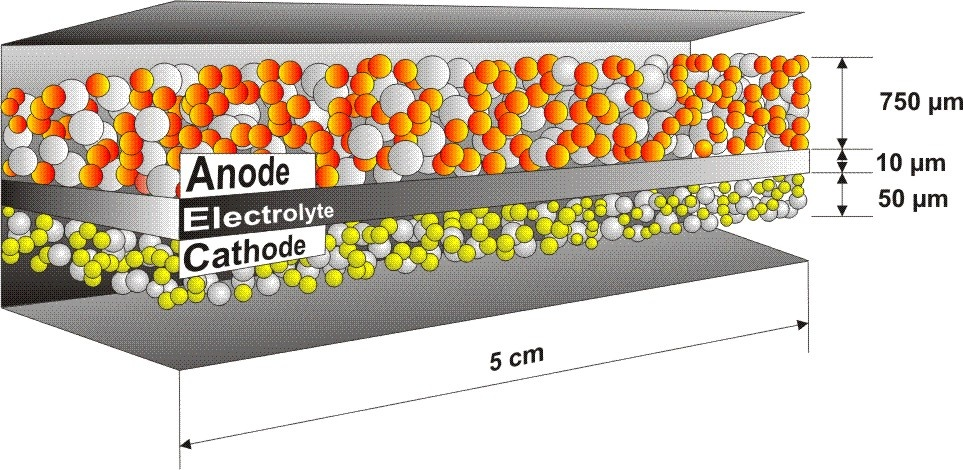 750 µm
Anode
10 µm
50 µm
Electrolyte
Cathode
5 cm